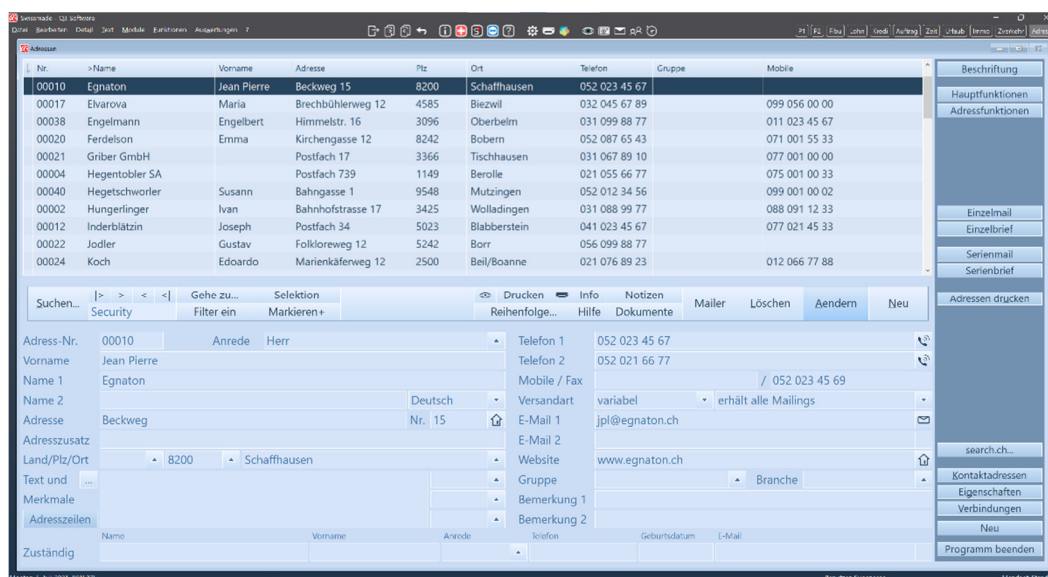 Swissmade - QJ Software
Datei Bearbeiten Detail Text Module Funktionen Auswertungen ?
P1 P2 Fibu Lohn Kredi Auftrag Zeit Urlaub Immo Zverkehr Adres
Adressen
Nr. >Name Vorname Adresse Plz Ort Telefon Gruppe Mobile
00010 Egnaton Jean Pierre Beckweg 15 8200 Schaffhausen 052 023 45 67
00017 Elvarova Maria Brechbühlerweg 12 4585 Biezwil 032 045 67 89 099 056 00 00
00038 Engelmann Engelbert Himmelstr. 16 3096 Oberbelm 031 099 88 77 011 023 45 67
00020 Ferdelson Emma Kirchengasse 12 8242 Bobern 052 087 65 43 071 001 55 33
00021 Griber GmbH Postfach 17 3366 Tischhausen 031 067 89 10 077 001 00 00
00004 Hegentobler SA Postfach 739 1149 Berolle 021 055 66 77 075 001 00 33
00040 Hegetschworler Susann Bahngasse 1 9548 Mutzingen 052 012 34 56 099 001 00 02
00002 Hungerlinger Ivan Bahnhofstrasse 17 3425 Wolladingen 031 088 99 77 088 091 12 33
00012 Inderblätzin Joseph Postfach 34 5023 Blabberstein 041 023 45 67 077 021 45 33
00022 Jodler Gustav Folkloreweg 12 5242 Borr 056 099 88 77
00024 Koch Edoardo Marienkäferweg 12 2500 Beil/Boanne 021 076 89 23 012 066 77 88
Beschriftung
Hauptfunktionen
Adressfunktionen
Einzelmail
Einzelbrief
Serienmail
Serienbrief
Adressen drucken
Suchen... |> > < <| Gehe zu... Selektion Drucken Info Notizen Mailer Löschen Aendern Neu
Security Filter ein Markieren+ Reihenfolge... Hilfe Dokumente
Adress-Nr. 00010 Anrede Herr Telefon 1 052 023 45 67
Vorname Jean Pierre Telefon 2 052 021 66 77
Name 1 Egnaton Mobile / Fax / 052 023 45 69
Name 2 Deutsch Versandart variabel erhält alle Mailings
Adresse Beckweg Nr. 15 E-Mail 1 jpl@egnaton.ch
Adresszusatz E-Mail 2
Land/Plz/Ort 8200 Schaffhausen Website www.egnaton.ch
Text und ... Gruppe Branche
Merkmale Bemerkung 1
Adresszeilen Bemerkung 2
Name Vorname Anrede Telefon Geburtsdatum E-Mail
Zuständig
search.ch...
Kontaktadressen
Eigenschaften
Verbindungen
Neu
Programm beenden